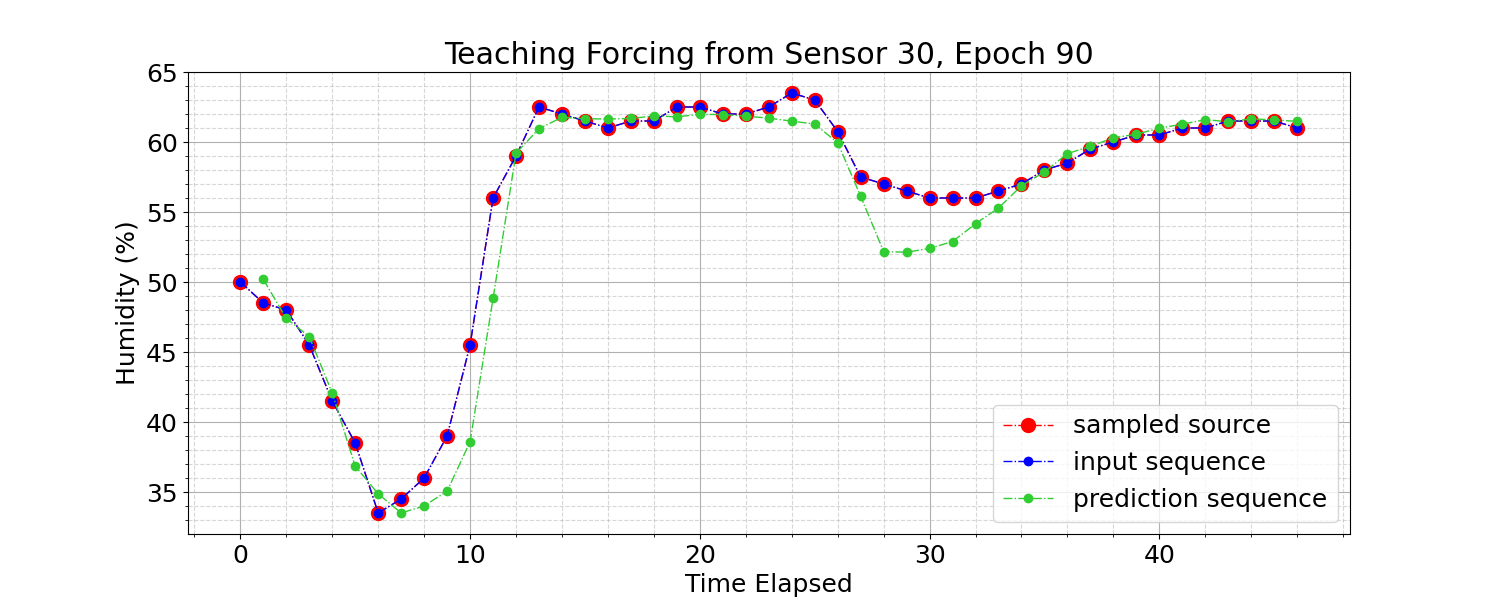 Teaching Forcing from Sensor 30, Epoch 90
65
60
55
50
45
40
35
Humidity (%)
0 10 20 30 40
Time Elapsed
sampled source
input sequence
prediction sequence